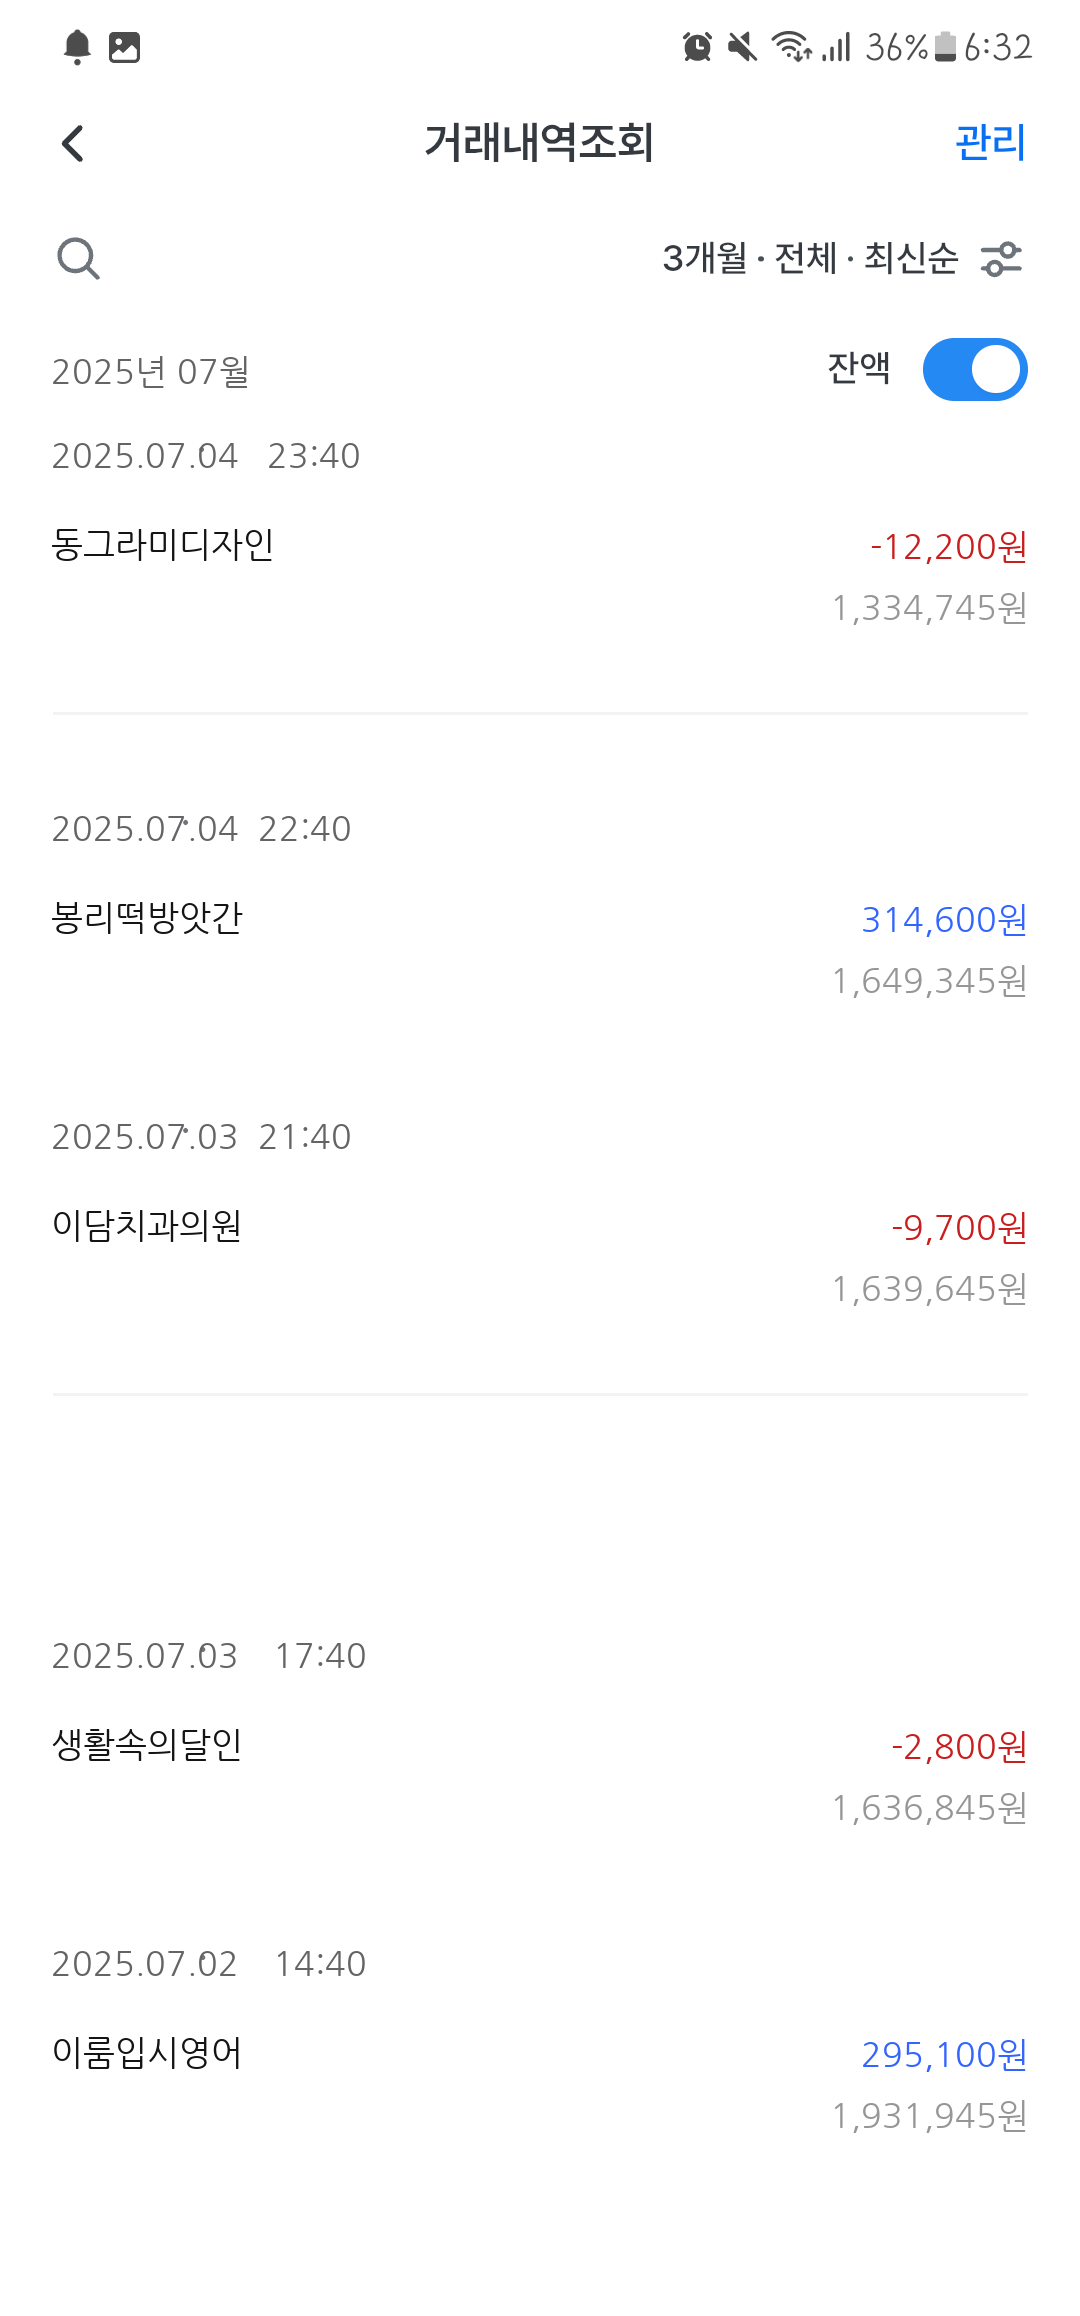 36% 6:32
거래내역조회 관리
3개월 · 전체 · 최신순
2025년 07월 잔액
2025.07.04 23:40
동그라미디자인 -12,200원
1,334,745원
2025.07.04 22:40
봉리떡방앗간 314,600원
1,649,345원
2025.07.03 21:40
이담치과의원 -9,700원
1,639,645원
2025.07.03 17:40
생활속의달인 -2,800원
1,636,845원
2025.07.02 14:40
이룸입시영어 295,100원
1,931,945원